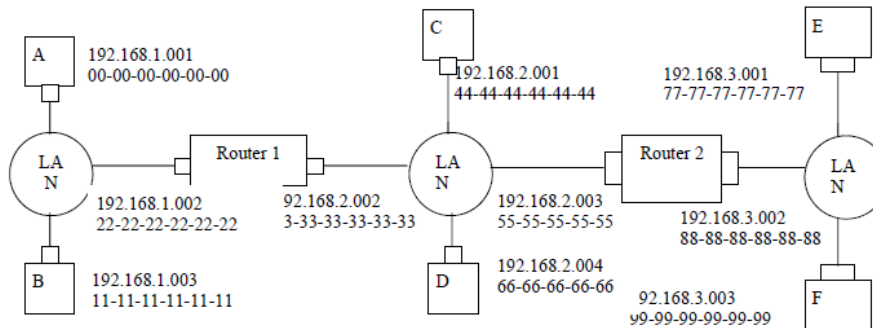 A
192.168.1.001
00-00-00-00-00-00
C
192.168.2.001
44-44-44-44-44-44
E
192.168.3.001
77-77-77-77-77-77
LA
N
Router 1
LA
N
Router 2
LA
N
192.168.1.002
22-22-22-22-22-22
92.168.2.002
3-33-33-33-33-33
192.168.2.003
55-55-55-55-55
192.168.3.002
88-88-88-88-88-88
B
192.168.1.003
11-11-11-11-11-11
D
192.168.2.004
66-66-66-66-66
92.168.3.003
99-99-99-99-99-99
F